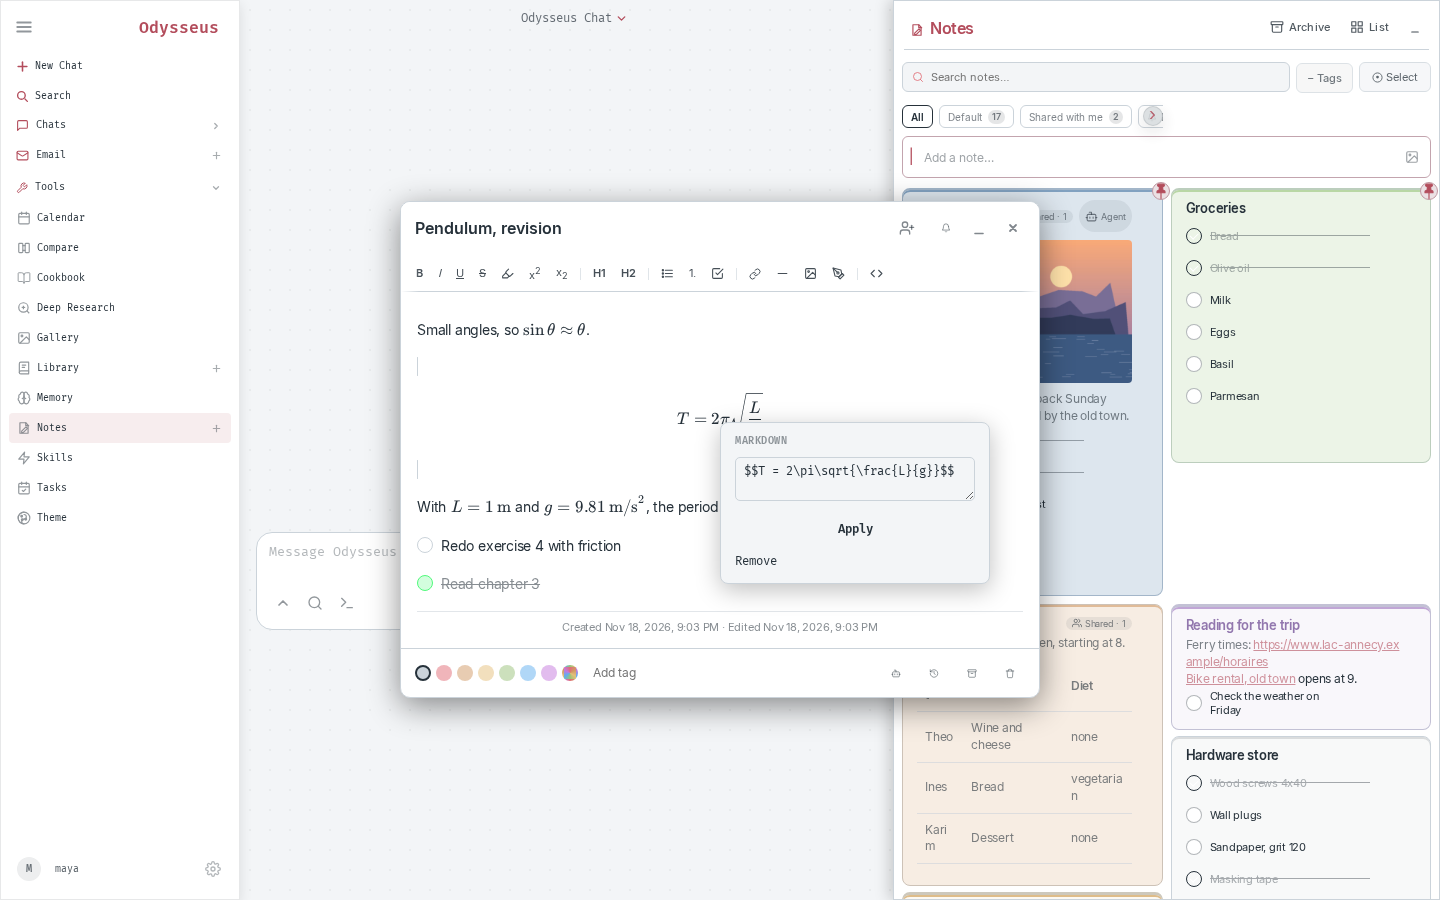 Odysseus
New Chat
Search
Chats
Email
Tools
Calendar
Compare
Cookbook
Deep Research
Gallery
Library
Memory
Notes
Skills
Tasks
Theme
M maya
Odysseus Chat
Message Odysseus
Pendulum, revision
B I U S x² x₂ H1 H2 1.
Small angles, so sin θ ≈ θ.
T = 2π√L
With L = 1 m and g = 9.81 m/s², the period
Redo exercise 4 with friction
Read chapter 3
Created Nov 18, 2026, 9:03 PM · Edited Nov 18, 2026, 9:03 PM
Add tag
MARKDOWN
$$T = 2\pi\sqrt{\frac{L}{g}}$$
Apply
Remove
Notes
Archive
List
Search notes...
– Tags
Select
All
Default 17
Shared with me 2
Add a note...
· 1
Agent
back Sunday
by the old town.
Groceries
Bread
Olive oil
Milk
Eggs
Basil
Parmesan
Shared · 1
starting at 8.
Diet
Theo Wine and cheese none
Ines Bread vegetaria
n
Kari
m Dessert none
Reading for the trip
Ferry times: https://www.lac-annecy.ex
ample/horaires
Bike rental, old town opens at 9.
Check the weather on
Friday
Hardware store
Wood screws 4x40
Wall plugs
Sandpaper, grit 120
Masking tape